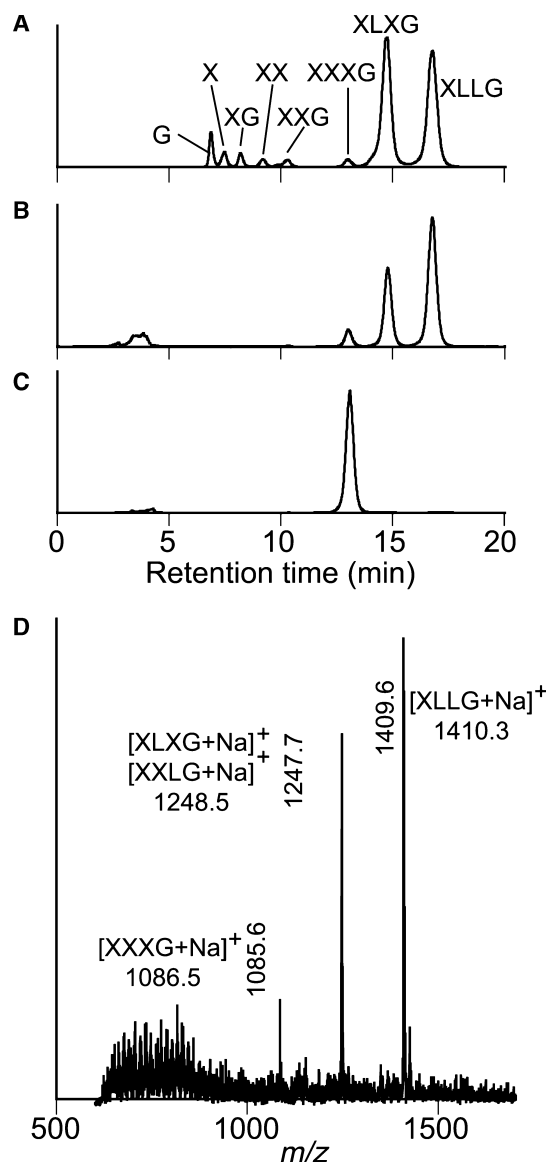 A
XLXG
X
XX
XXXG
G
XG
XXG
XLLG
B
C
0 5 10 15 20
Retention time (min)
D
[XLLG+Na]+
1409.6
1410.3
[XLXG+Na]+
[XXLG+Na]+
1248.5
1247.7
[XXXG+Na]+
1086.5
1085.6
500 1000 1500
m/z